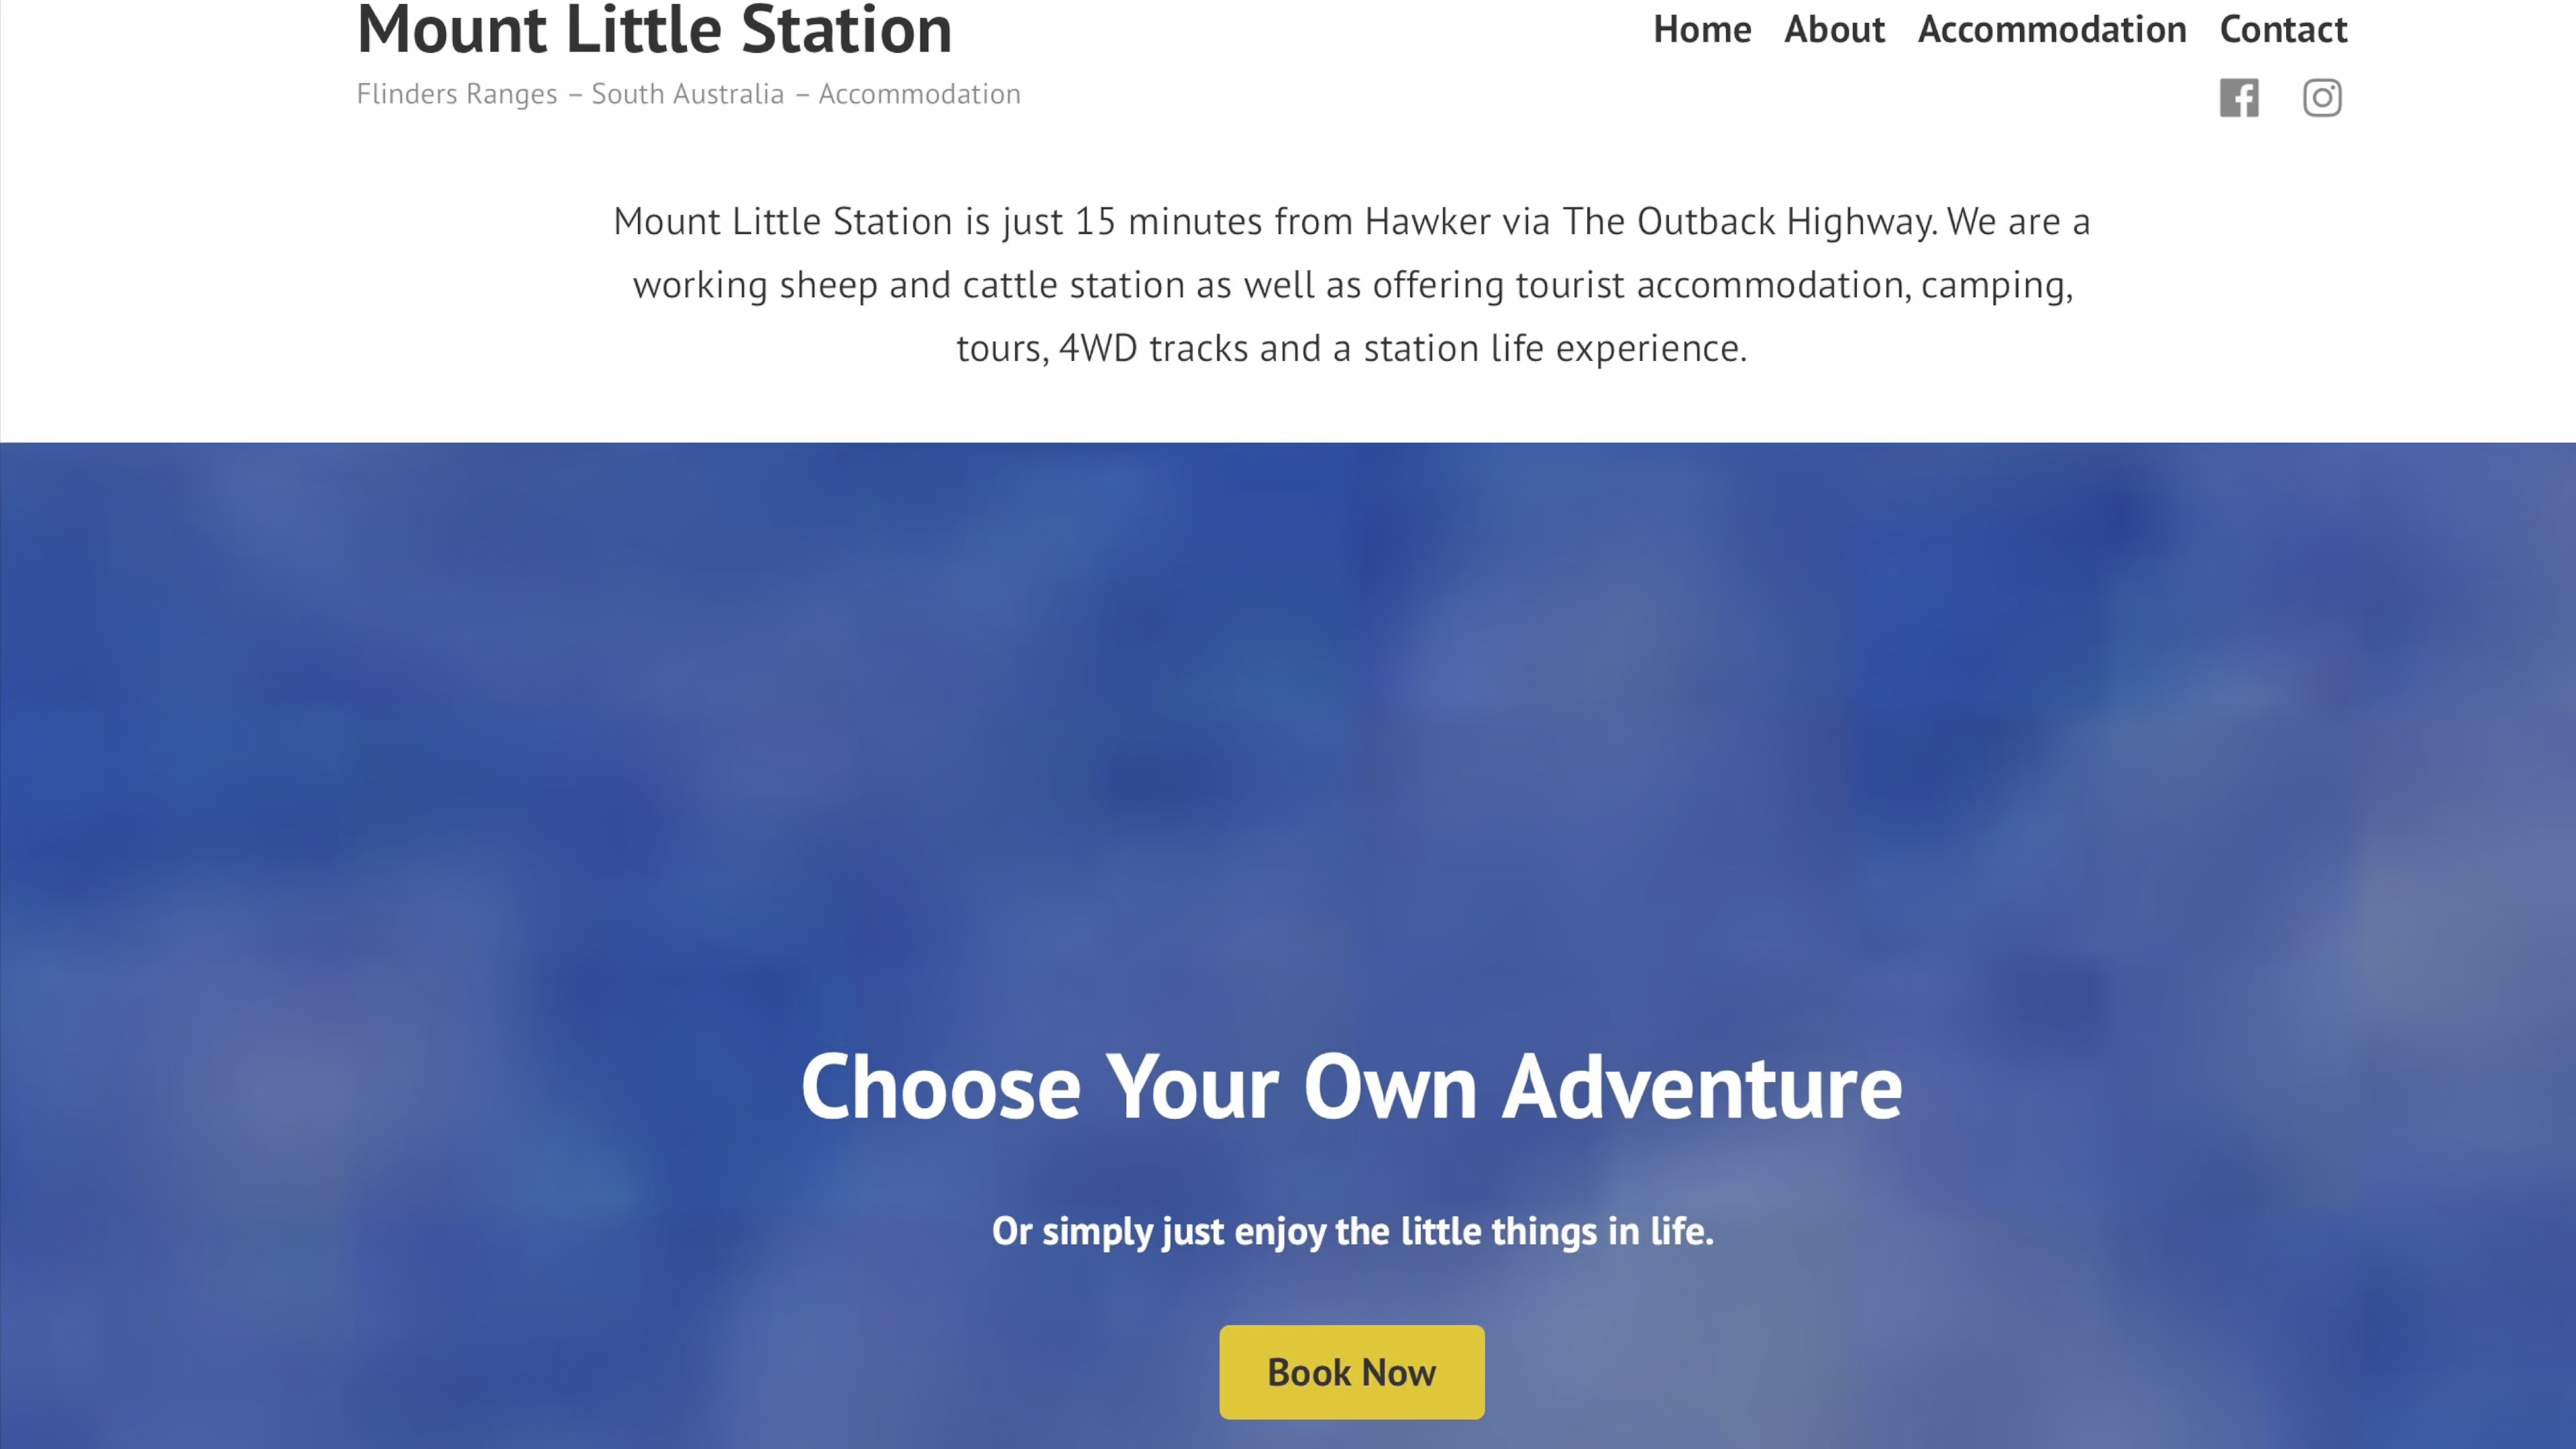 Mount Little Station
Home About Accommodation Contact
Flinders Ranges – South Australia – Accommodation
Mount Little Station is just 15 minutes from Hawker via The Outback Highway. We are a
working sheep and cattle station as well as offering tourist accommodation, camping,
tours, 4WD tracks and a station life experience.
Choose Your Own Adventure
Or simply just enjoy the little things in life.
Book Now